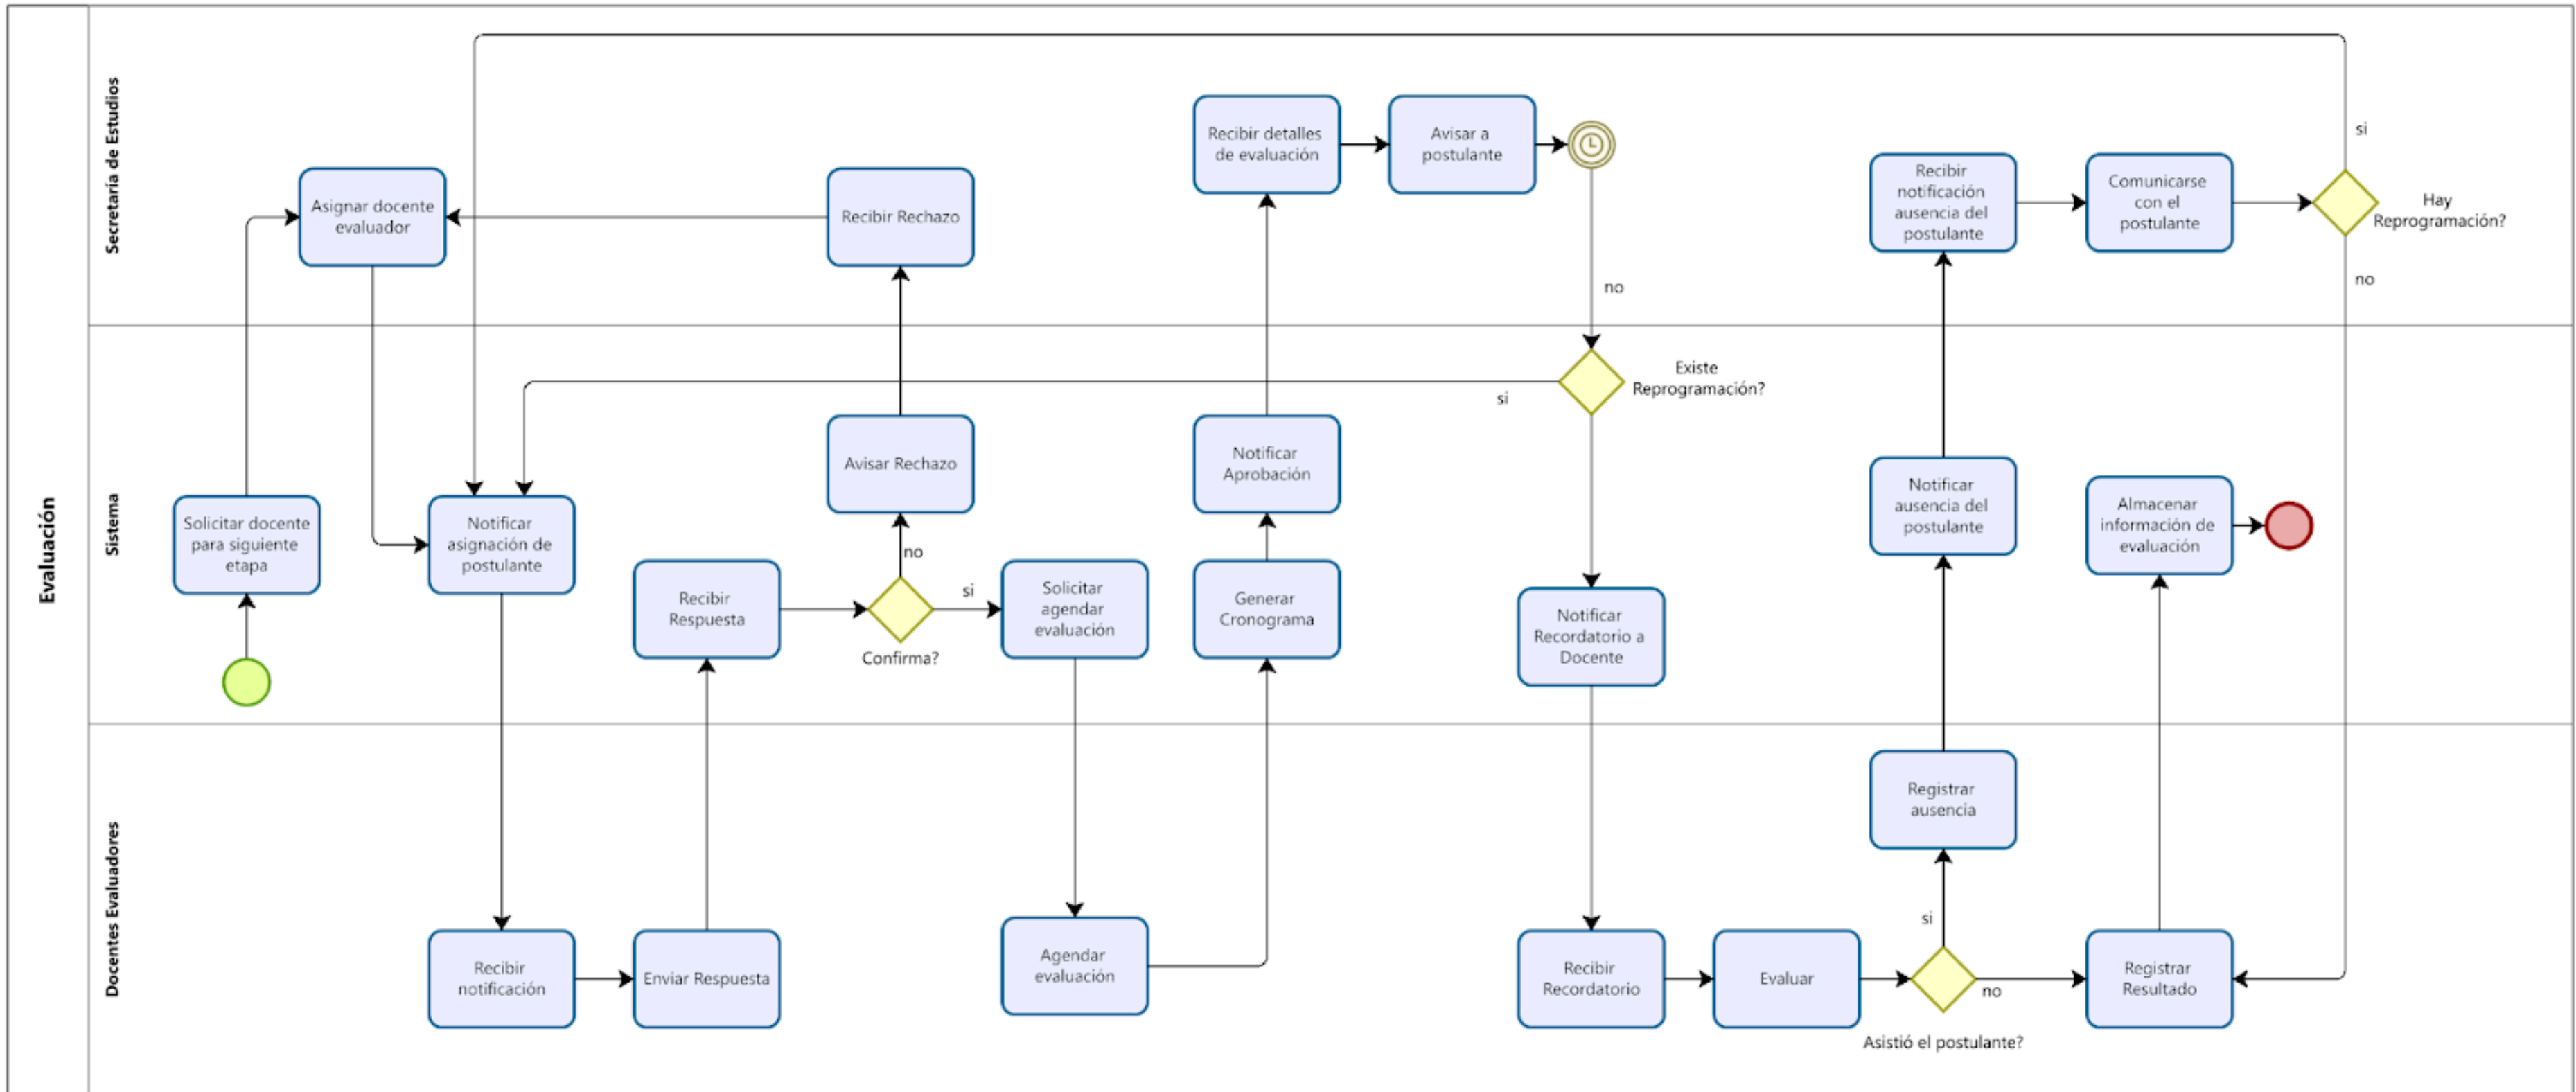 Evaluación
Secretaría de Estudios
Asignar docente
evaluador
Recibir Rechazo
Recibir detalles
de evaluación
Avisar a
postulante
no
Recibir
notificación
ausencia del
postulante
Comunicarse
con el
postulante
si
Hay
Reprogramación?
no
Sistema
Solicitar docente
para siguiente
etapa
Notificar
asignación de
postulante
Recibir
Respuesta
Avisar Rechazo
no
si
Confirma?
Solicitar
agendar
evaluación
Notificar
Aprobación
Generar
Cronograma
si
Existe
Reprogramación?
Notificar
Recordatorio a
Docente
Notificar
ausencia del
postulante
Almacenar
información de
evaluación
Docentes Evaluadores
Recibir
notificación
Enviar Respuesta
Agendar
evaluación
Recibir
Recordatorio
Evaluar
Registrar
ausencia
si
no
Asistió el postulante?
Registrar
Resultado